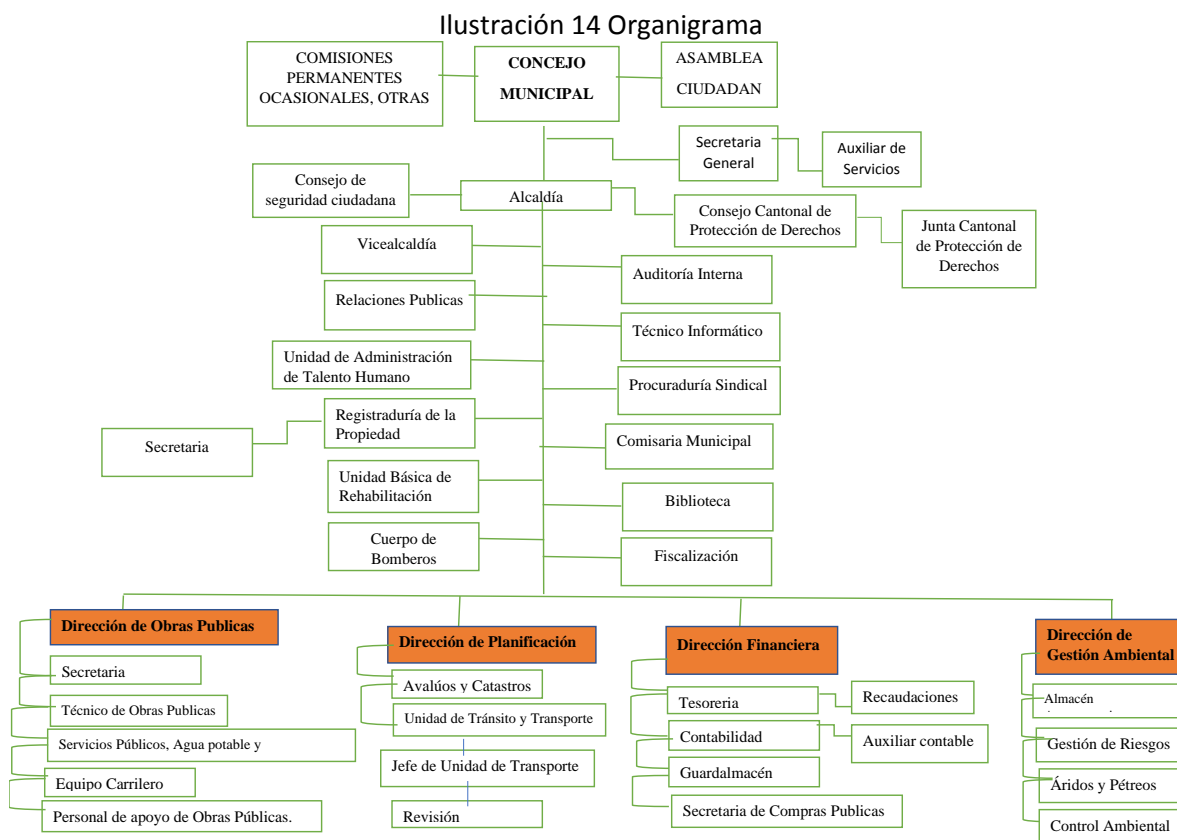 Ilustración 14 Organigrama
COMISIONES
PERMANENTES
OCASIONALES, OTRAS
CONCEJO
MUNICIPAL
ASAMBLEA
CIUDADAN
Secretaria
General
Auxiliar de
Servicios
Consejo de
seguridad ciudadana
Alcaldía
Consejo Cantonal de
Protección de Derechos
Junta Cantonal
de Protección de
Derechos
Vicealcaldía
Auditoría Interna
Relaciones Publicas
Técnico Informático
Unidad de Administración
de Talento Humano
Procuraduría Sindical
Registraduría de la
Propiedad
Secretaria
Comisaria Municipal
Unidad Básica de
Rehabilitación
Biblioteca
Cuerpo de
Bomberos
Fiscalización
Dirección de Obras Publicas
Secretaria
Técnico de Obras Publicas
Servicios Públicos, Agua potable y
Equipo Carrilero
Personal de apoyo de Obras Públicas.
Dirección de Planificación
Avalúos y Catastros
Unidad de Tránsito y Transporte
Jefe de Unidad de Transporte
Revisión
Dirección Financiera
Tesoreria
Recaudaciones
Contabilidad
Auxiliar contable
Guardalmacén
Secretaria de Compras Publicas
Dirección de
Gestión Ambiental
Almacén
Gestión de Riesgos
Áridos y Pétreos
Control Ambiental